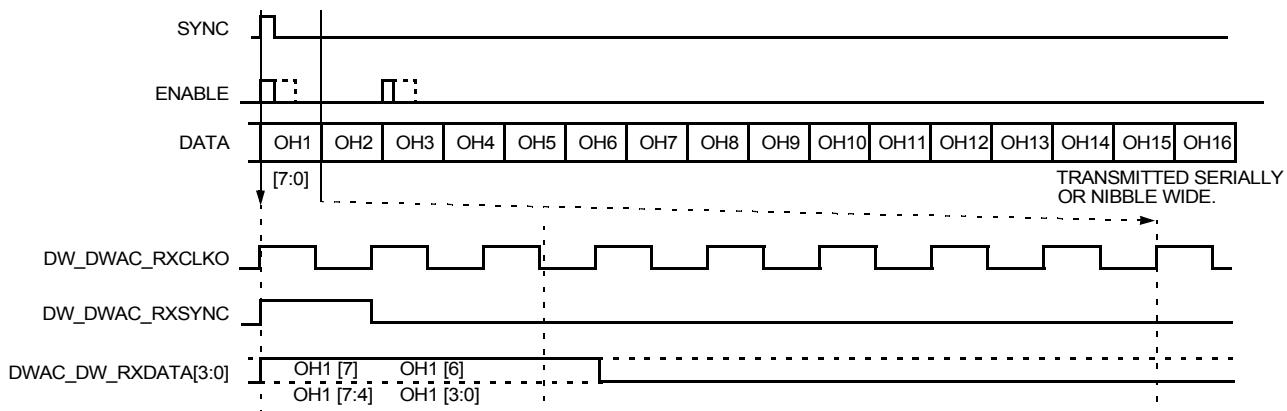 SYNC
ENABLE
DATA OH1 OH2 OH3 OH4 OH5 OH6 OH7 OH8 OH9 OH10 OH11 OH12 OH13 OH14 OH15 OH16
[7:0]
TRANSMITTED SERIALLY
OR NIBBLE WIDE.
DW_DWAC_RXCLKO
DW_DWAC_RXSYNC
DWAC_DW_RXDATA[3:0]
OH1 [7] OH1 [6]
OH1 [7:4] OH1 [3:0]